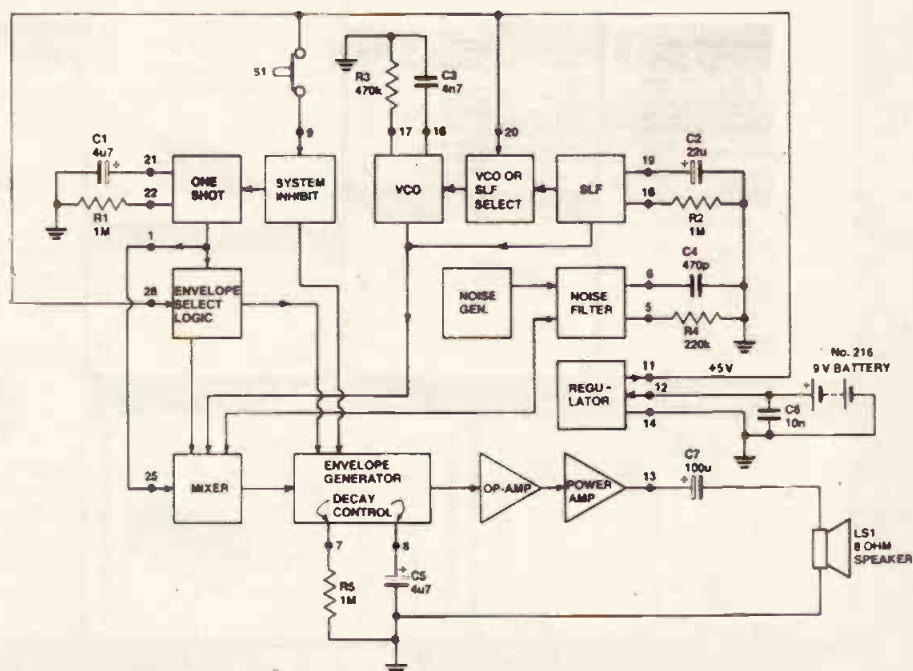 S1
9
R3
470k
C3
4n7
17
16
20
C1
4u7
+
21
22
R1
1M
1
ONE
SHOT
SYSTEM
INHIBIT
VCO
VCO OR
SLF
SELECT
SLF
19
16
C2
22u
+
R2
1M
28
ENVELOPE
SELECT
LOGIC
NOISE
GEN.
NOISE
FILTER
6
5
C4
470p
R4
220k
REGU-
LATOR
11
12
14
+5V
No. 216
9 V BATTERY
+
C6
10n
25
MIXER
ENVELOPE
GENERATOR
DECAY
CONTROL
7
8
R5
1M
+
C5
4u7
OP-AMP
POWER
AMP
13
C7
100u
+
LS1
8 OHM
SPEAKER